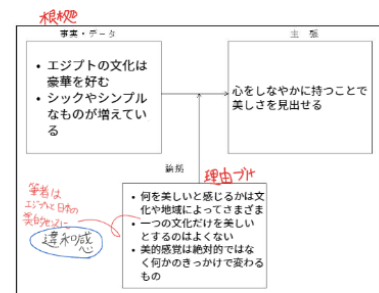 根拠
事実・データ
主 張
• エジプトの文化は
豪華を好む
• シックやシンプル
なものが増えてい
る
心をしなやかに持つことで
美しさを見出せる
論拠
理由づけ
• 何を美しいと感じるかは文
化や地域によってさまざま
• 一つの文化だけを美しい
とするのはよくない
• 美的感覚は絶対的ではな
く何かのきっかけで変わる
もの
筆者は
エジプトと日本の
美的
違和感